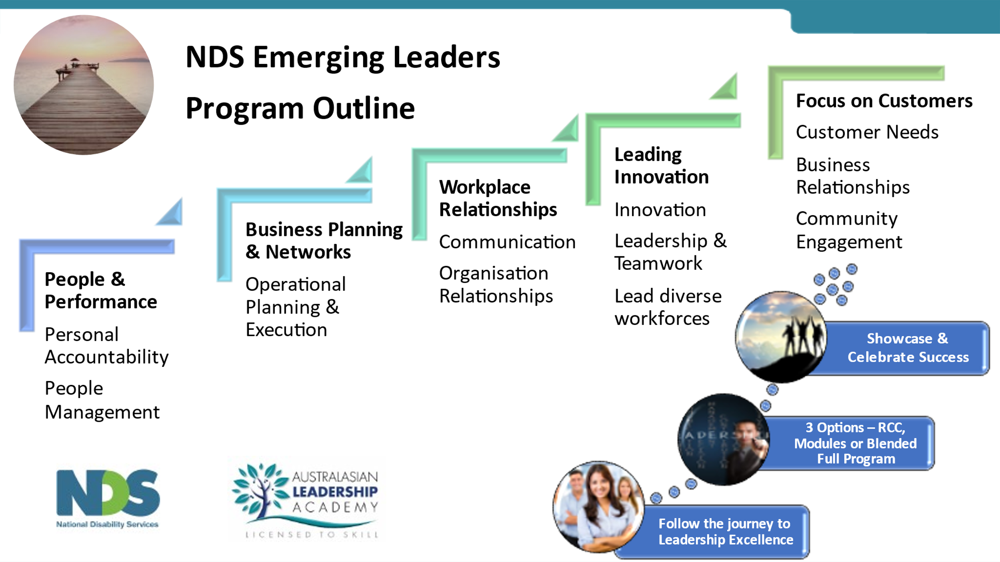 NDS Emerging Leaders
Program Outline
People &
Performance
Personal
Accountability
People
Management
Business Planning
& Networks
Operational
Planning &
Execution
Workplace
Relationships
Communication
Organisation
Relationships
Leading
Innovation
Innovation
Leadership &
Teamwork
Lead diverse
workforces
Focus on Customers
Customer Needs
Business
Relationships
Community
Engagement
Showcase &
Celebrate Success
3 Options – RCC,
Modules or Blended
Full Program
Follow the journey to
Leadership Excellence
NDS
National Disability Services
AUSTRALASIAN
LEADERSHIP
ACADEMY
LICENSED TO SKILL